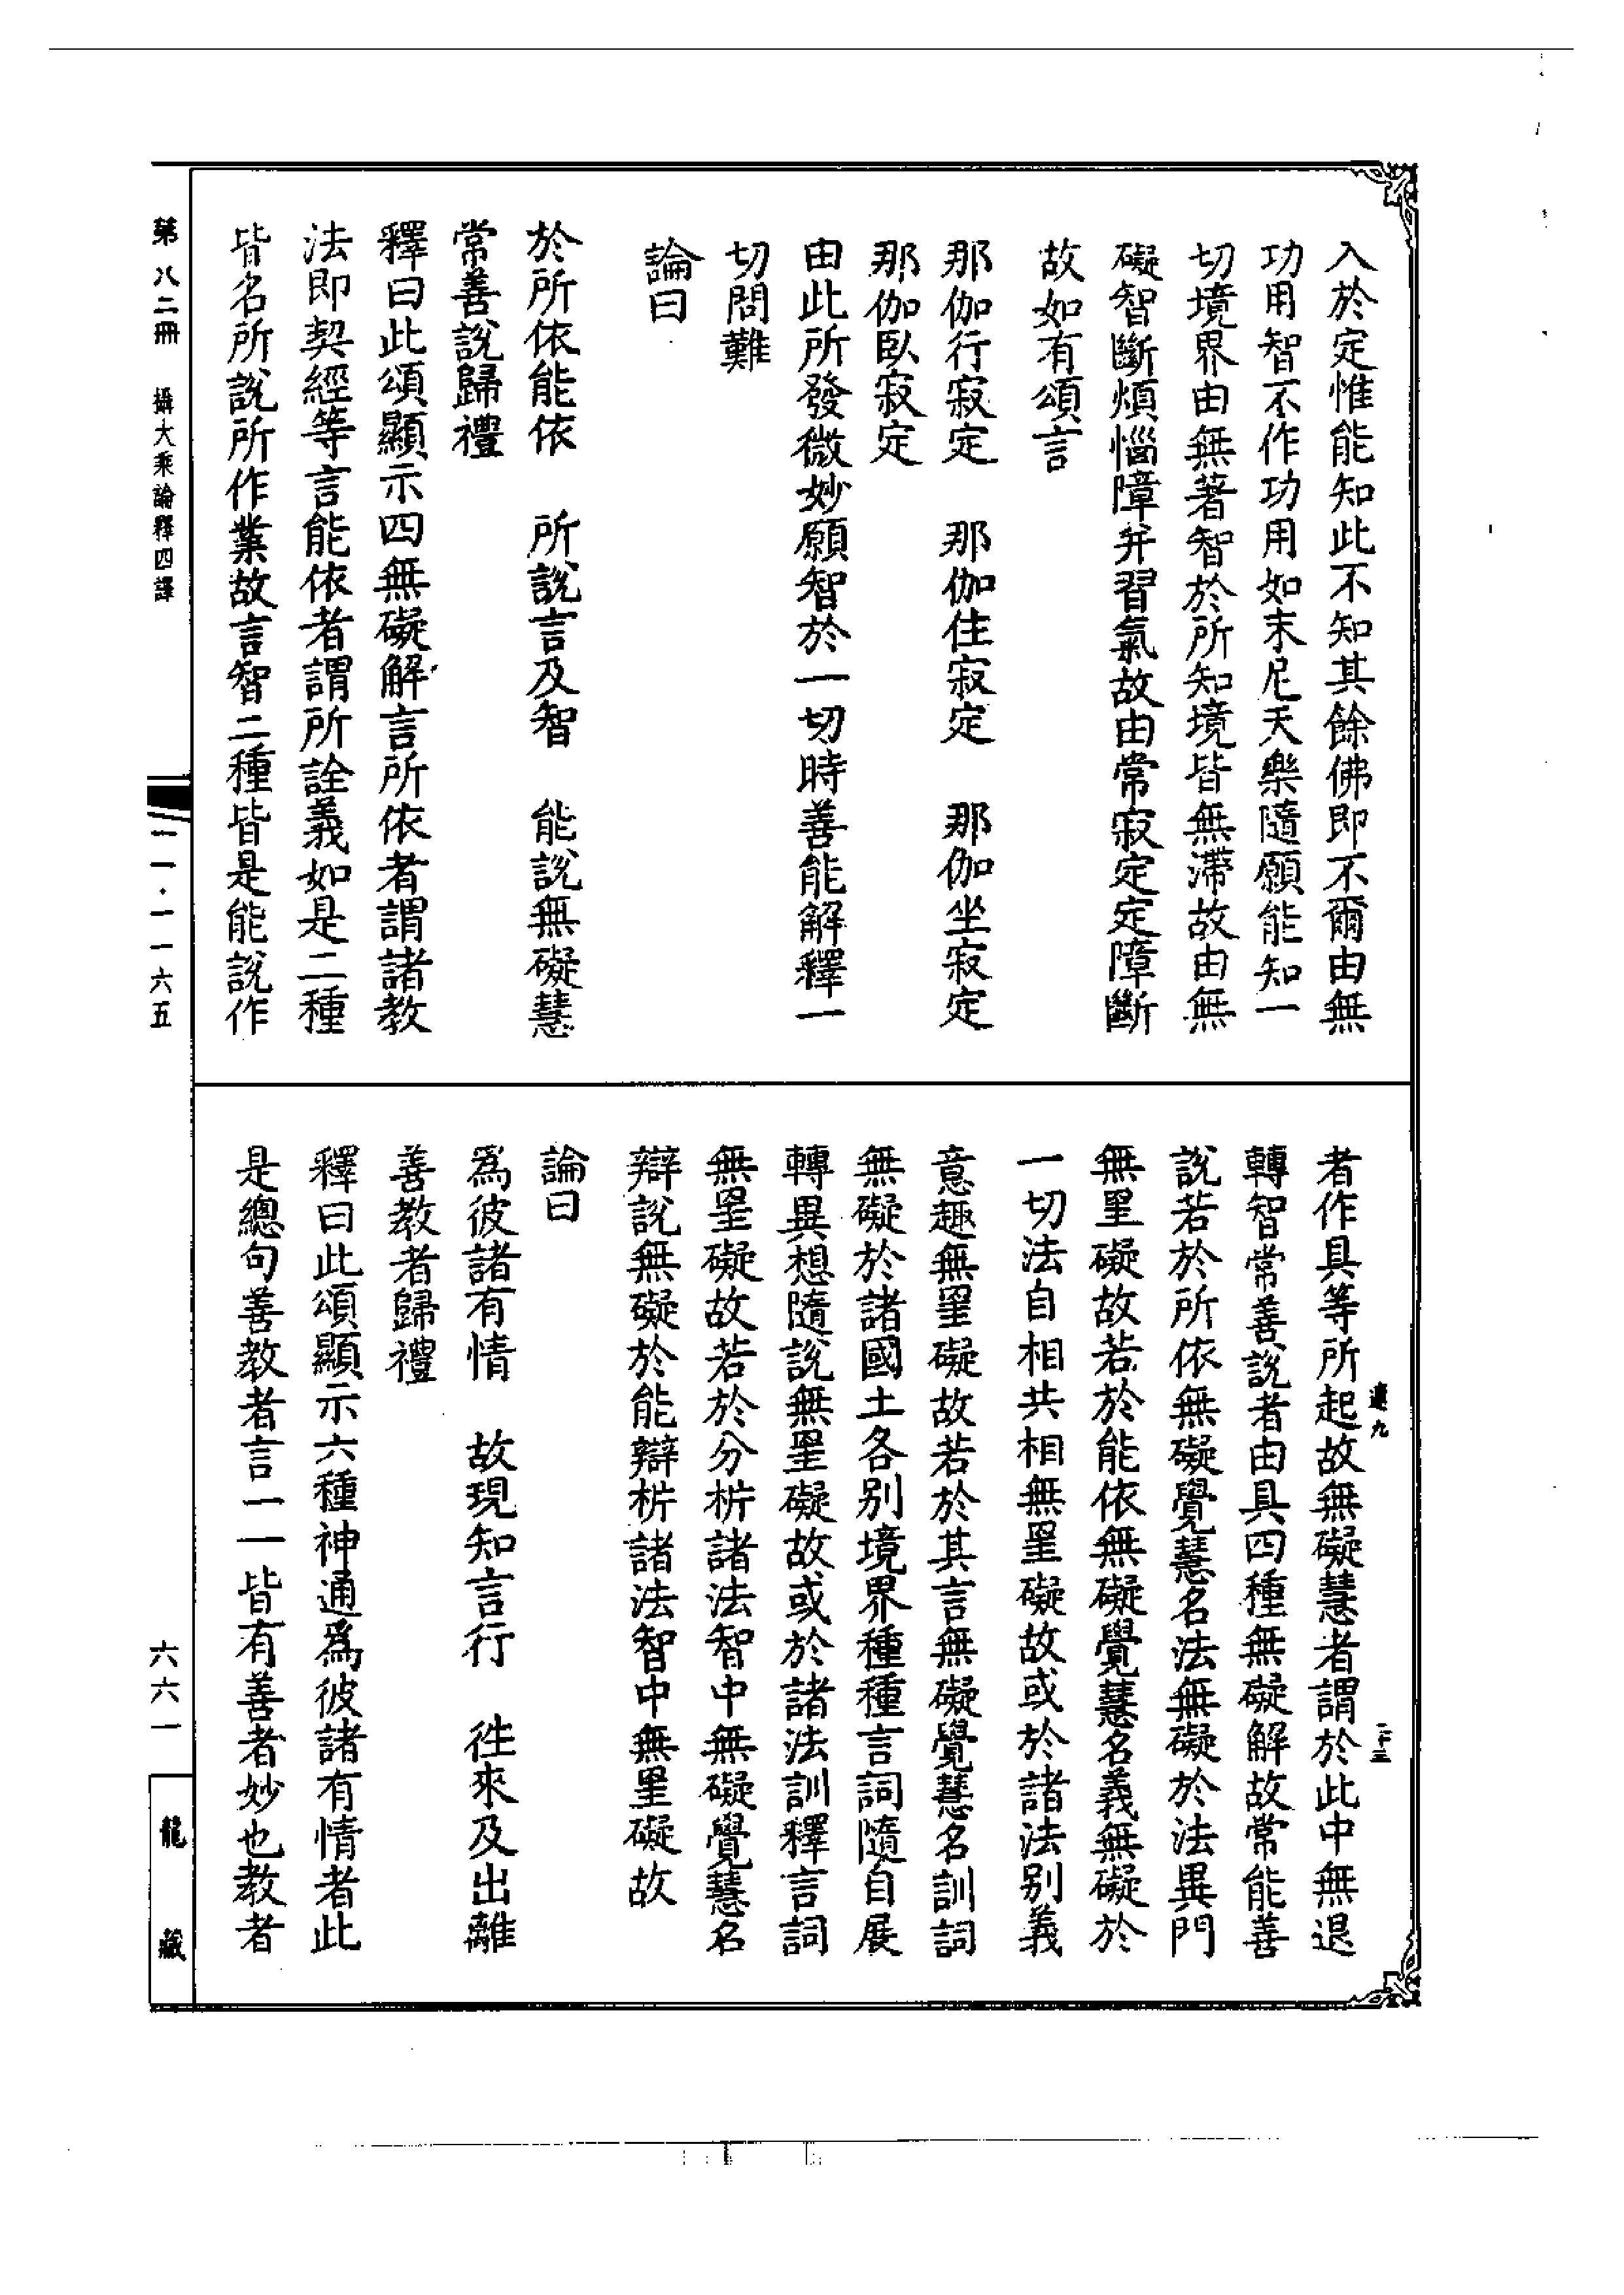 入於定惟能知此不知其餘佛即不爾由無
功用智不作功用如末尼天樂隨願能知一
切境界由無著智於所知境皆無滯故由無
礙智斷煩惱障并習氣故由常寂定定障斷
故如有頌言
那伽行寂定　那伽住寂定　那伽坐寂定
那伽臥寂定
由此所發微妙願智於一切時善能解釋一
切問難
論曰
於所依能依　所說言及智　能說無礙慧
常善說歸禮
釋曰此頌顯示四無礙解言所依者謂諸教
法即契經等言能依者謂所詮義如是二種
皆名所說所作業故言智二種皆是能說作
者作具等所起故無礙慧者謂於此中無退
轉智常善說者由具四種無礙解故常能善
說若於所依無礙覺慧名法無礙於法異門
無罣礙故若於能依無礙覺慧名義無礙於
一切法自相共相無罣礙故或於諸法別義
意趣無罣礙故若於其言無礙覺慧名訓詞
無礙於諸國土各別境界種種言詞隨自展
轉異想隨說無罣礙故或於諸法訓釋言詞
無罣礙故若於分析諸法智中無礙覺慧名
辯說無礙於能辯析諸法智中無罣礙故
論曰
為彼諸有情　故現知言行　往來及出離
善教者歸禮
釋曰此頌顯示六種神通為彼諸有情者此
是總句善教者言一一皆有善者妙也教者
二十三
第八二冊　攝大乘論釋四譯
一一·一一六五
六六一
龍藏